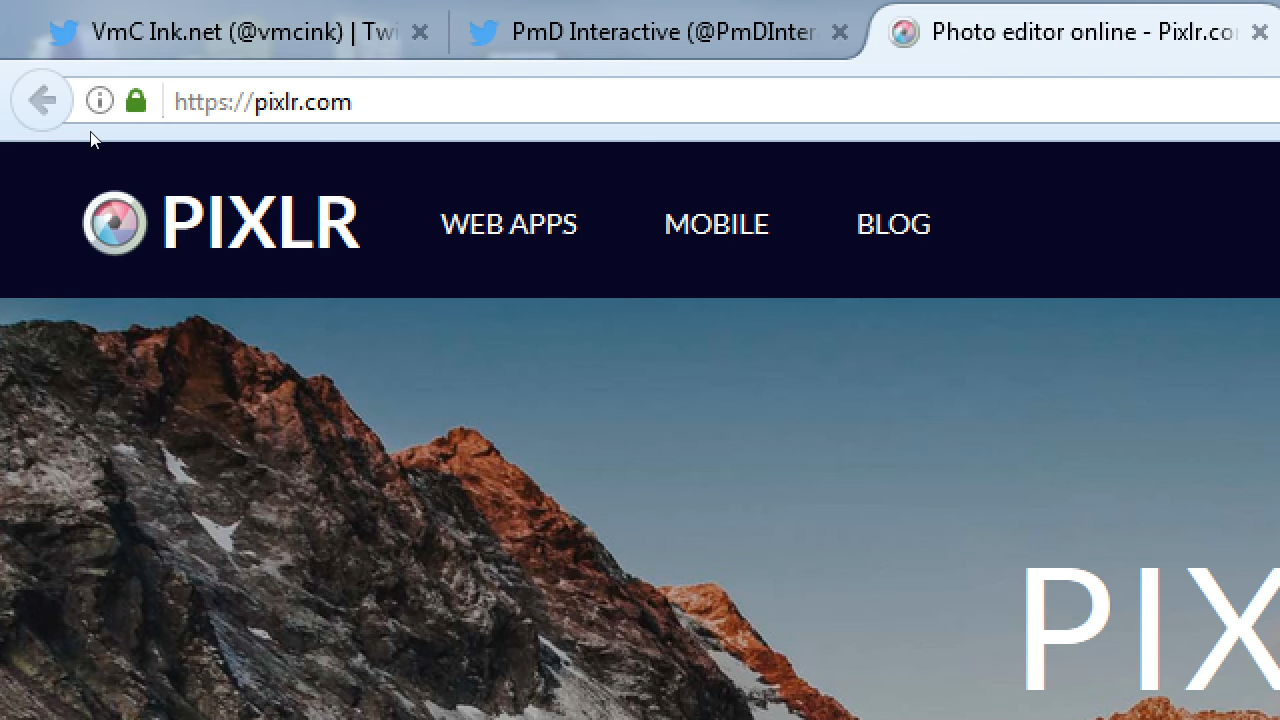 VmC Ink.net (@vmcink) | Twi
PmD Interactive (@PmDInter
Photo editor online - Pixlr.co
https://pixlr.com
PIXLR
WEB APPS
MOBILE
BLOG
PIX